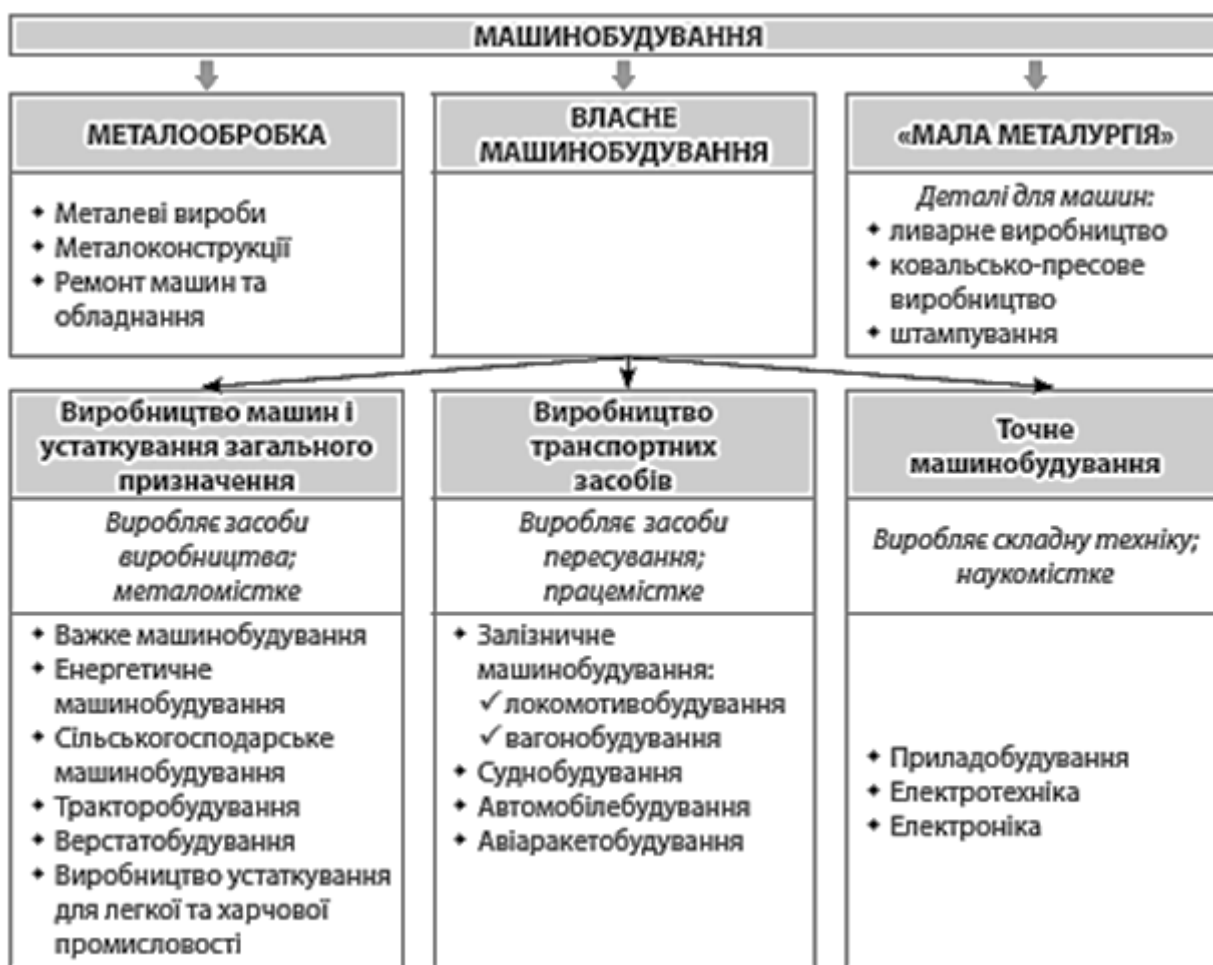 МАШИНОБУДУВАННЯ
МЕТАЛООБРОБКА
◆ Металеві вироби
◆ Металоконструкції
◆ Ремонт машин та
обладнання
ВЛАСНЕ
МАШИНОБУДУВАННЯ
«МАЛА МЕТАЛУРГІЯ»
Деталі для машин:
◆ ливарне виробництво
◆ ковальсько-пресове
виробництво
◆ штампування
Виробництво машин і
устаткування загального
призначення
Виробляє засоби
виробництва;
металомістке
◆ Важке машинобудування
◆ Енергетичне
машинобудування
◆ Сільськогосподарське
машинобудування
◆ Тракторобудування
◆ Верстатобудування
◆ Виробництво устаткування
для легкої та харчової
промисловості
Виробництво
транспортних
засобів
Виробляє засоби
пересування;
працемістке
◆ Залізничне
машинобудування:
✓ локомотивобудування
✓ вагонобудування
◆ Суднобудування
◆ Автомобілебудування
◆ Авіаракетобудування
Точне
машинобудування
Виробляє складну техніку;
наукомістке
◆ Приладобудування
◆ Електротехніка
◆ Електроніка